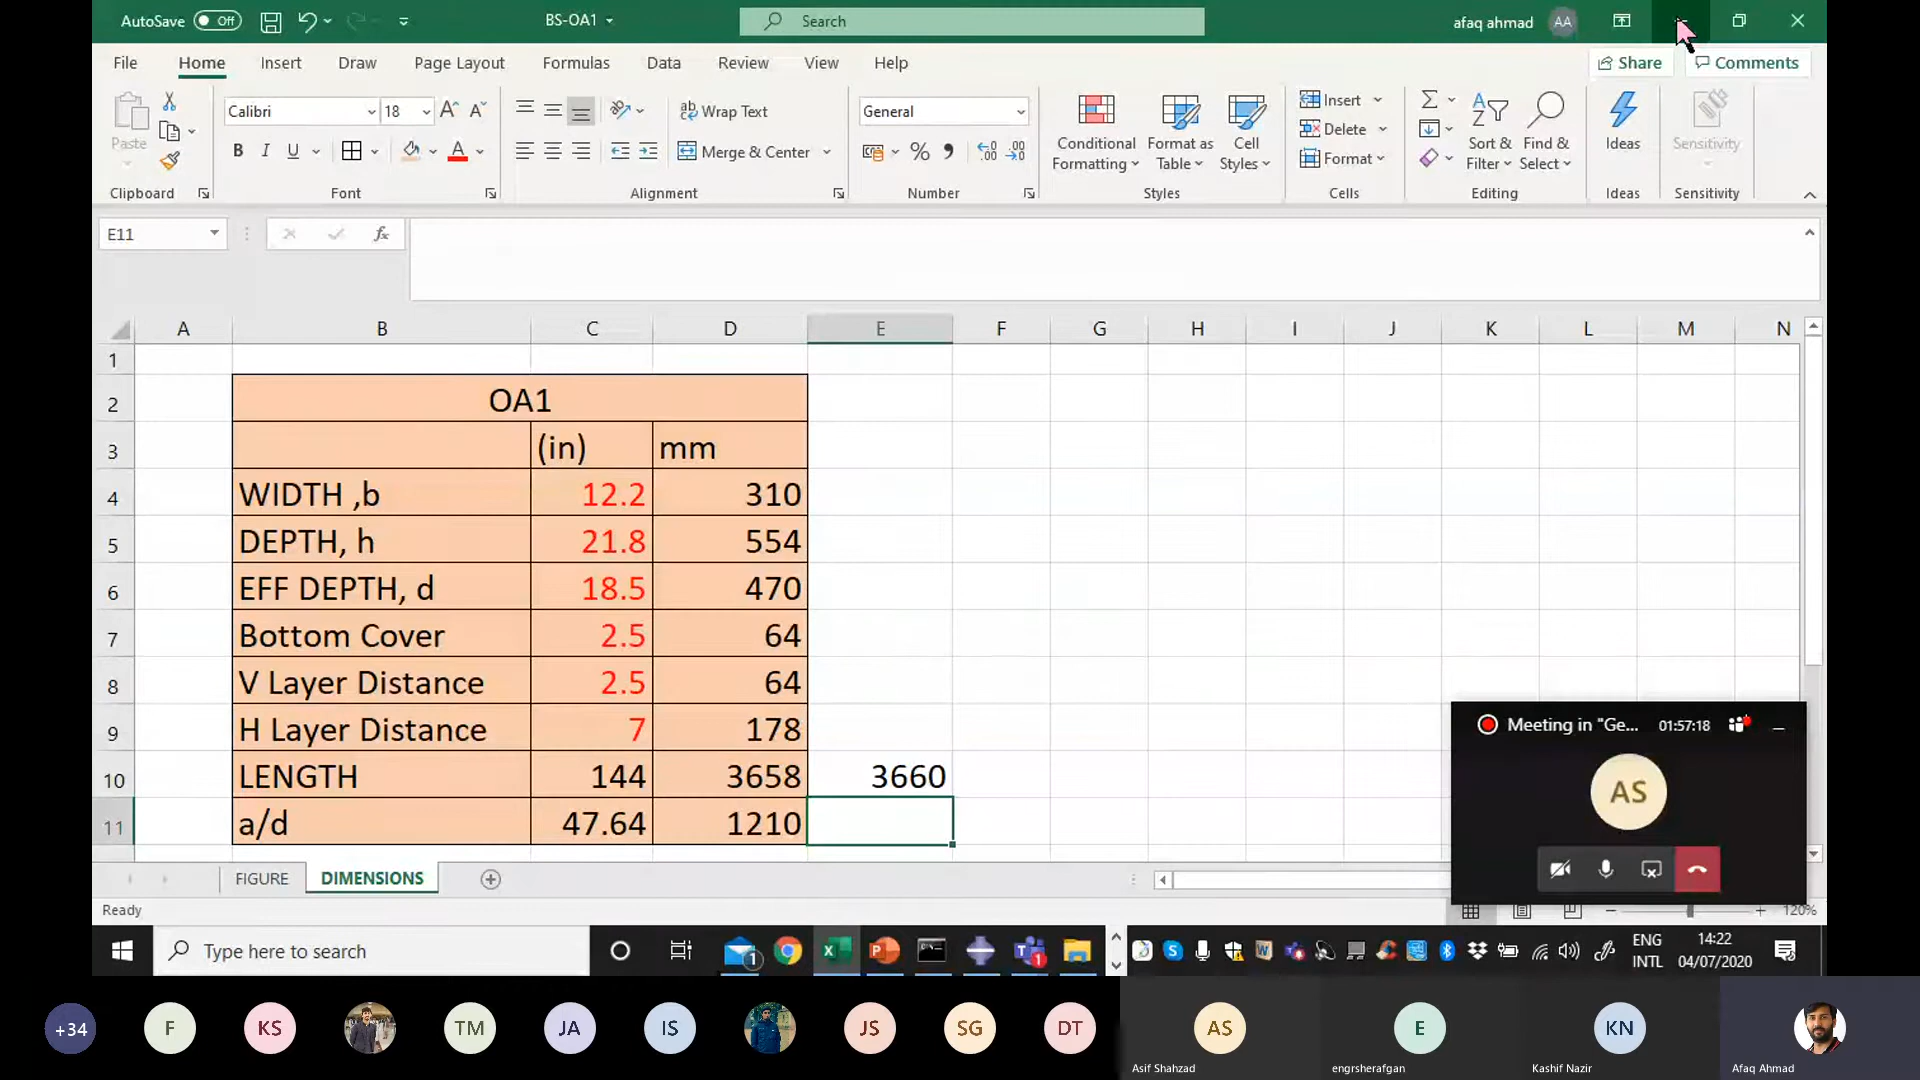 AutoSave Off BS-OA1 Search afaq ahmad AA
File Home Insert Draw Page Layout Formulas Data Review View Help Share Comments
Paste Calibri 18 Wrap Text General Conditional Formatting Format as Table Cell Styles Insert Sort & Filter Find & Select Ideas Sensitivity
B I U Merge & Center % Delete
Format
Clipboard Font Alignment Number Styles Cells Editing Ideas Sensitivity
E11 fx
A B C D E F G H I J K L M N
1
2 OA1
3 (in) mm
4 WIDTH ,b 12.2 310
5 DEPTH, h 21.8 554
6 EFF DEPTH, d 18.5 470
7 Bottom Cover 2.5 64
8 V Layer Distance 2.5 64
9 H Layer Distance 7 178
10 LENGTH 144 3658 3660
11 a/d 47.64 1210
Meeting in "Ge... 01:57:18
AS
FIGURE DIMENSIONS
Ready 120%
Type here to search 1 1 ENG INTL 14:22 04/07/2020
+34 F KS TM JA IS JS SG DT AS E KN
Asif Shahzad engrsherafgan Kashif Nazir Afaq Ahmad